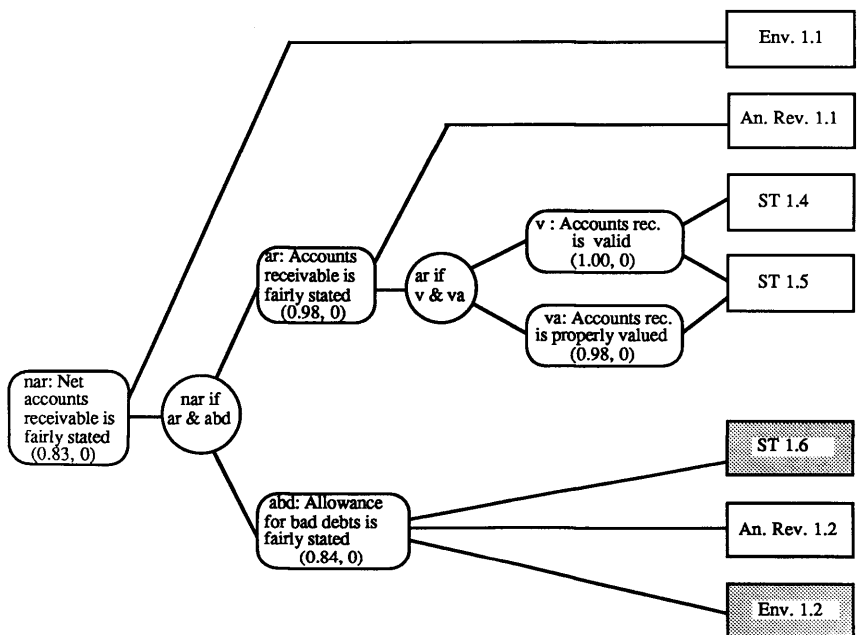 Env. 1.1
An. Rev. 1.1
ST 1.4
v : Accounts rec.
is valid
(1.00, 0)
ar: Accounts
receivable is
fairly stated
(0.98, 0)
ar if
v & va
ST 1.5
va: Accounts rec.
is properly valued
(0.98, 0)
nar: Net
accounts
receivable is
fairly stated
(0.83, 0)
nar if
ar & abd
ST 1.6
abd: Allowance
for bad debts is
fairly stated
(0.84, 0)
An. Rev. 1.2
Env. 1.2